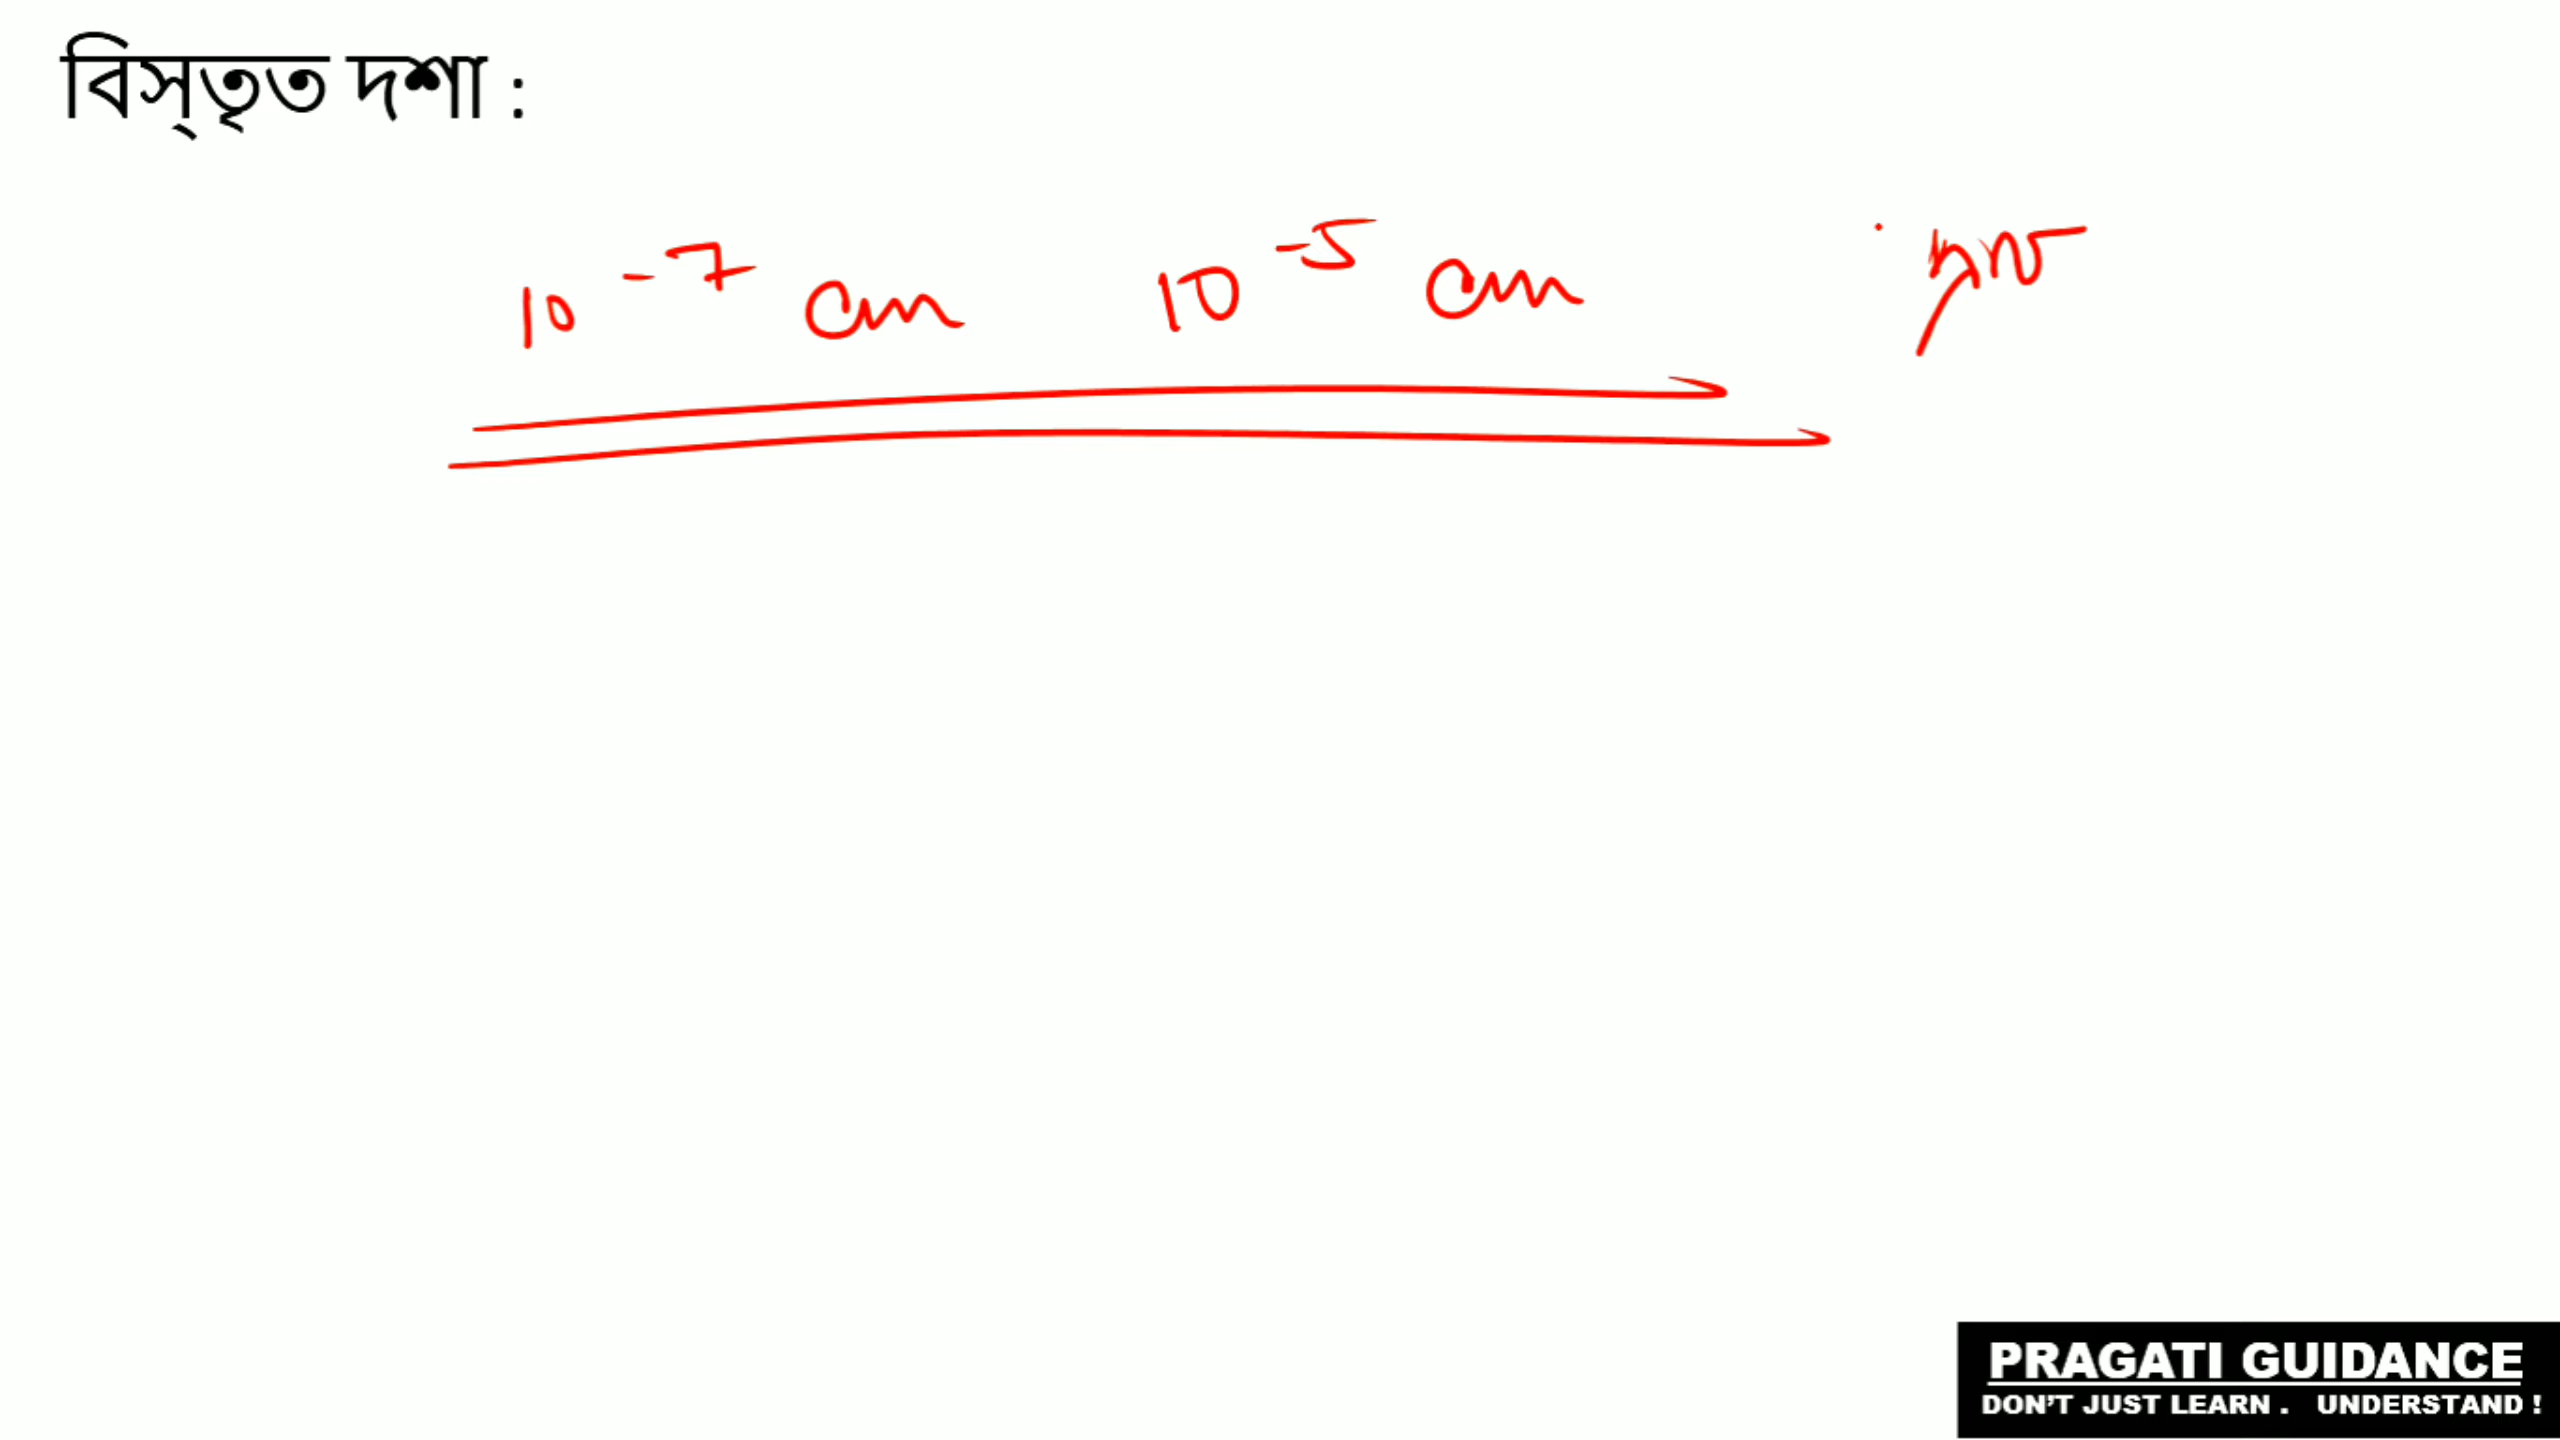 বিস্‌তৃত দশা :
10⁻⁷ cm 10⁻⁵ cm
PRAGATI GUIDANCE
DON'T JUST LEARN . UNDERSTAND !